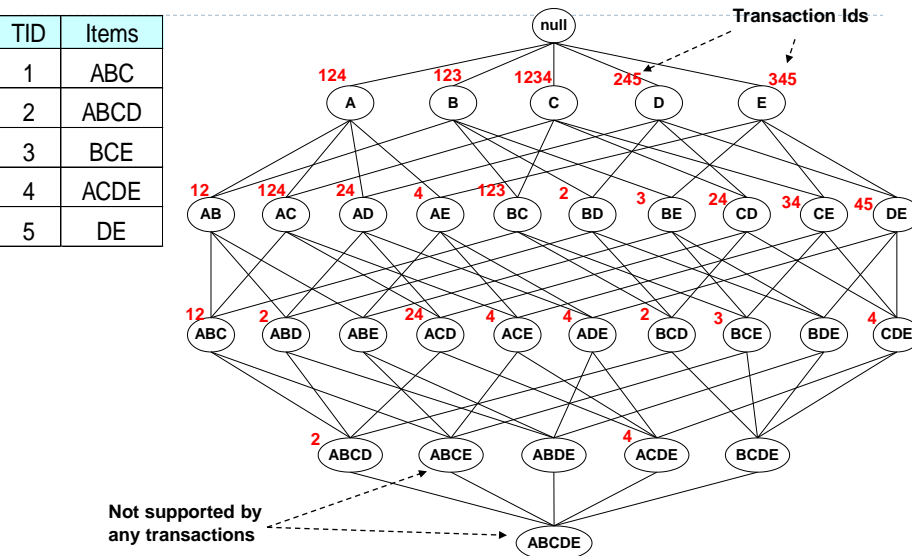 TID Items
1 ABC
2 ABCD
3 BCE
4 ACDE
5 DE
null
Transaction Ids
124 123 1234 245 345
A B C D E
12 124 24 4 123 2 3 24 34 45
AB AC AD AE BC BD BE CD CE DE
12 2 24 4 4 2 3 4
ABC ABD ABE ACD ACE ADE BCD BCE BDE CDE
2 4
ABCD ABCE ABDE ACDE BCDE
Not supported by
any transactions
ABCDE